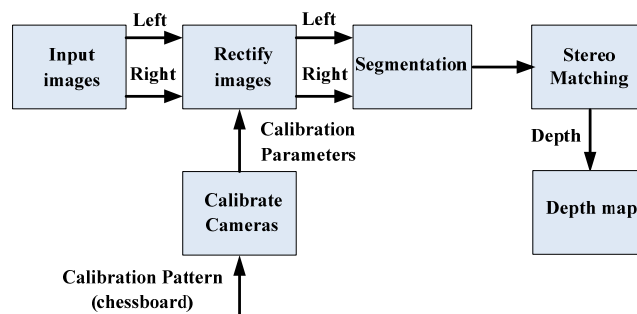 Left
Left
Input
images
Rectify
images
Segmentation
Stereo
Matching
Right
Right
Calibration
Parameters
Depth
Calibrate
Cameras
Depth map
Calibration Pattern
(chessboard)